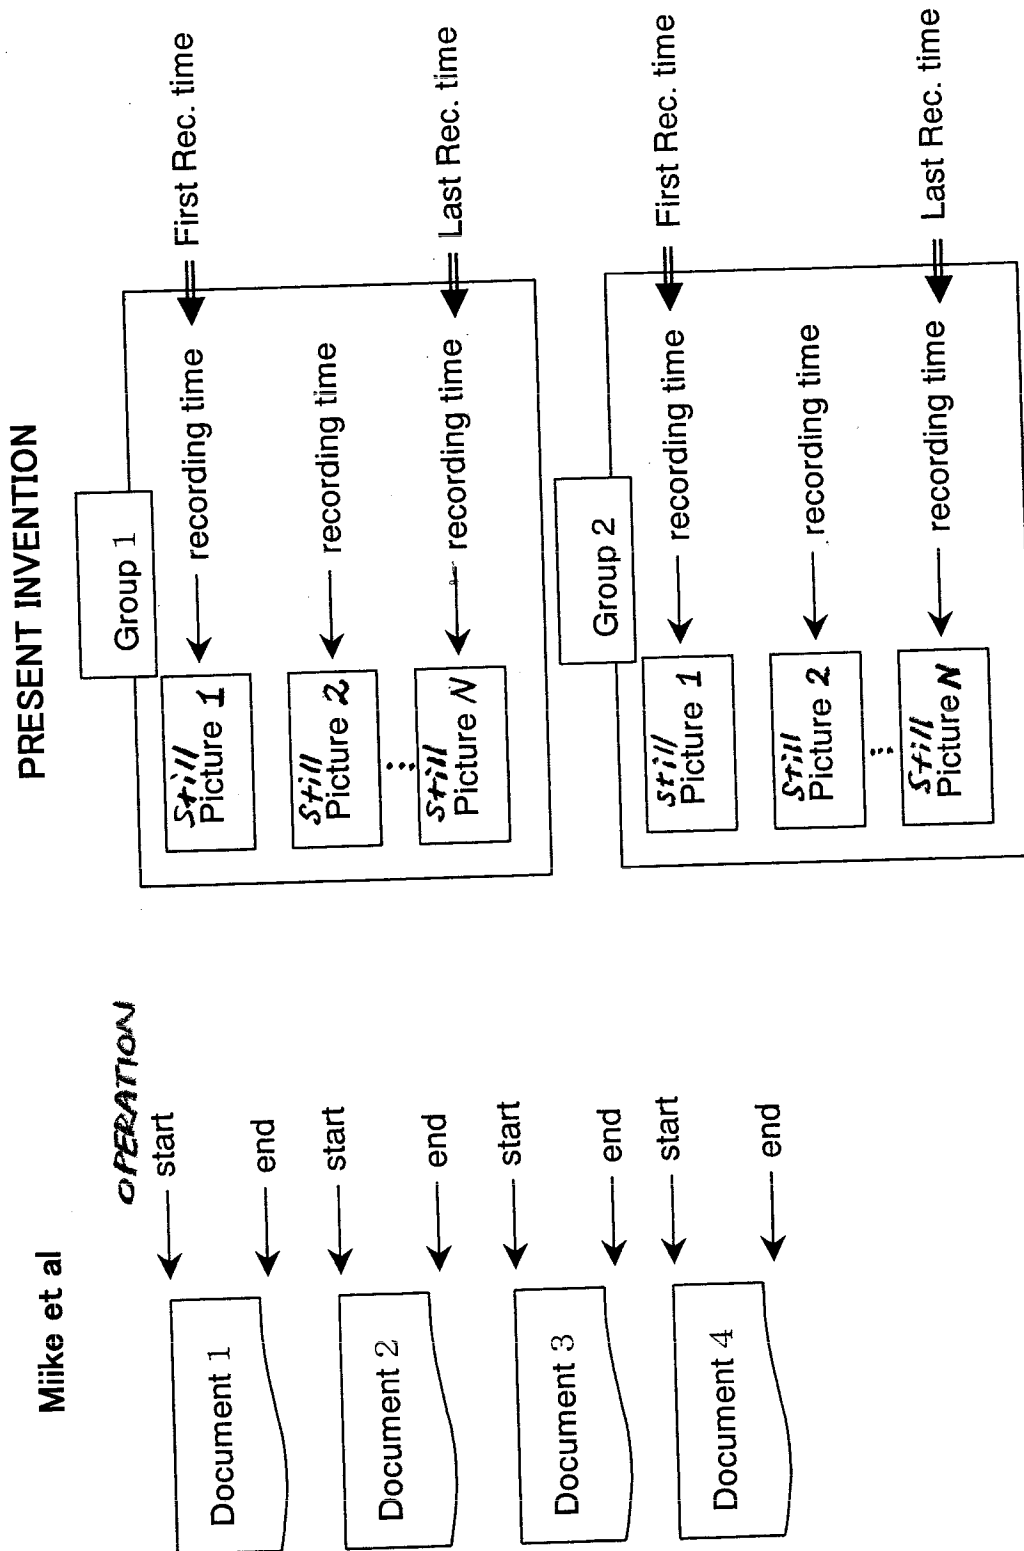 Miike et al
OPERATION
Document 1
start
end
Document 2
start
end
Document 3
start
end
Document 4
start
end
PRESENT INVENTION
Group 1
Still
Picture 1
recording time
First Rec. time
Still
Picture 2
recording time
Still
Picture N
recording time
Last Rec. time
Group 2
Still
Picture 1
recording time
First Rec. time
Still
Picture 2
recording time
Still
Picture N
recording time
Last Rec. time